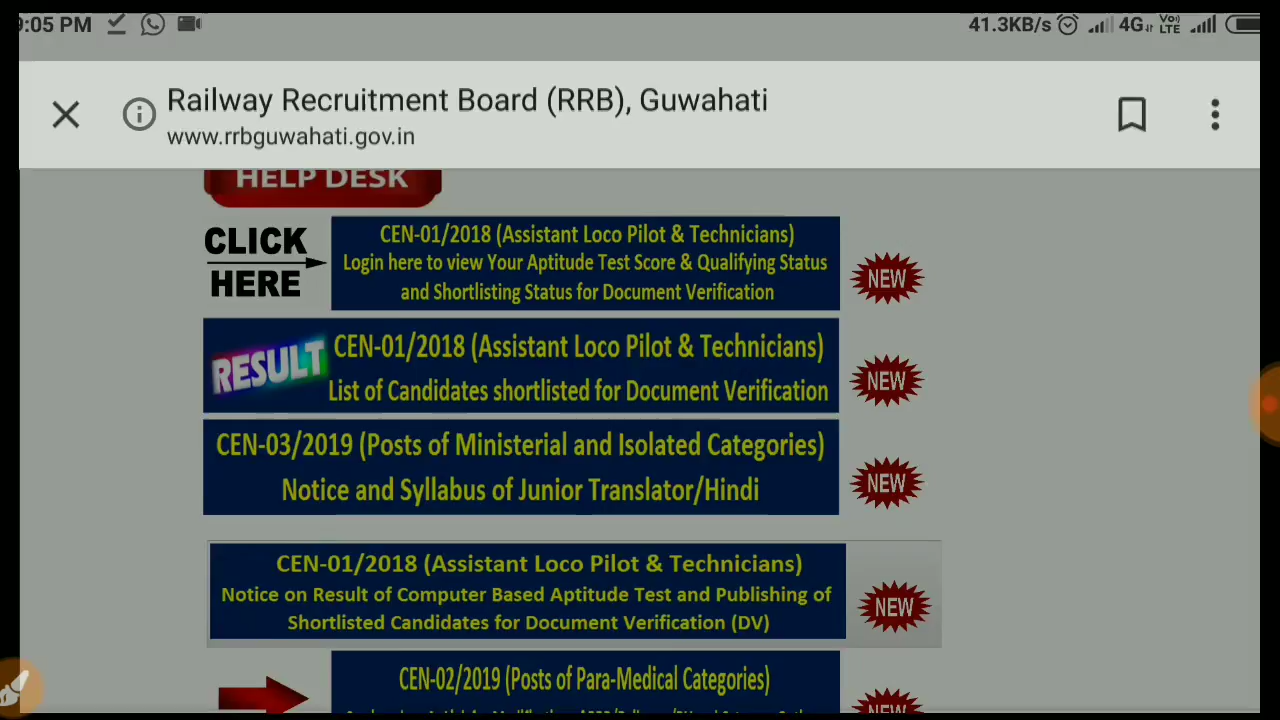 :05 PM
41.3KB/s 4G Vo) LTE
Railway Recruitment Board (RRB), Guwahati
www.rrbguwahati.gov.in
HELP DESK
CLICK HERE
CEN-01/2018 (Assistant Loco Pilot & Technicians)
Login here to view Your Aptitude Test Score & Qualifying Status
and Shortlisting Status for Document Verification
NEW
RESULT CEN-01/2018 (Assistant Loco Pilot & Technicians)
List of Candidates shortlisted for Document Verification
NEW
CEN-03/2019 (Posts of Ministerial and Isolated Categories)
Notice and Syllabus of Junior Translator/Hindi
NEW
CEN-01/2018 (Assistant Loco Pilot & Technicians)
Notice on Result of Computer Based Aptitude Test and Publishing of
Shortlisted Candidates for Document Verification (DV)
NEW
CEN-02/2019 (Posts of Para-Medical Categories)
NEW